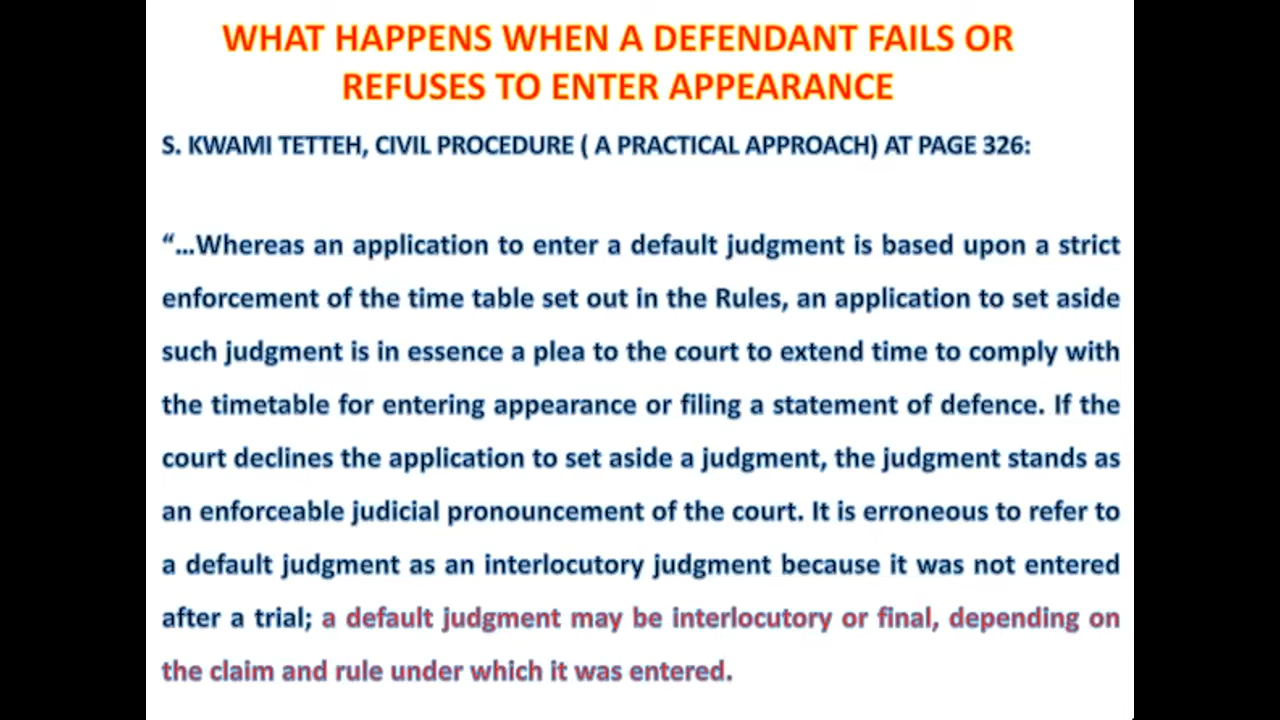 WHAT HAPPENS WHEN A DEFENDANT FAILS OR
REFUSES TO ENTER APPEARANCE
S. KWAMI TETTEH, CIVIL PROCEDURE ( A PRACTICAL APPROACH) AT PAGE 326:
“...Whereas an application to enter a default judgment is based upon a strict
enforcement of the time table set out in the Rules, an application to set aside
such judgment is in essence a plea to the court to extend time to comply with
the timetable for entering appearance or filing a statement of defence. If the
court declines the application to set aside a judgment, the judgment stands as
an enforceable judicial pronouncement of the court. It is erroneous to refer to
a default judgment as an interlocutory judgment because it was not entered
after a trial; a default judgment may be interlocutory or final, depending on
the claim and rule under which it was entered.